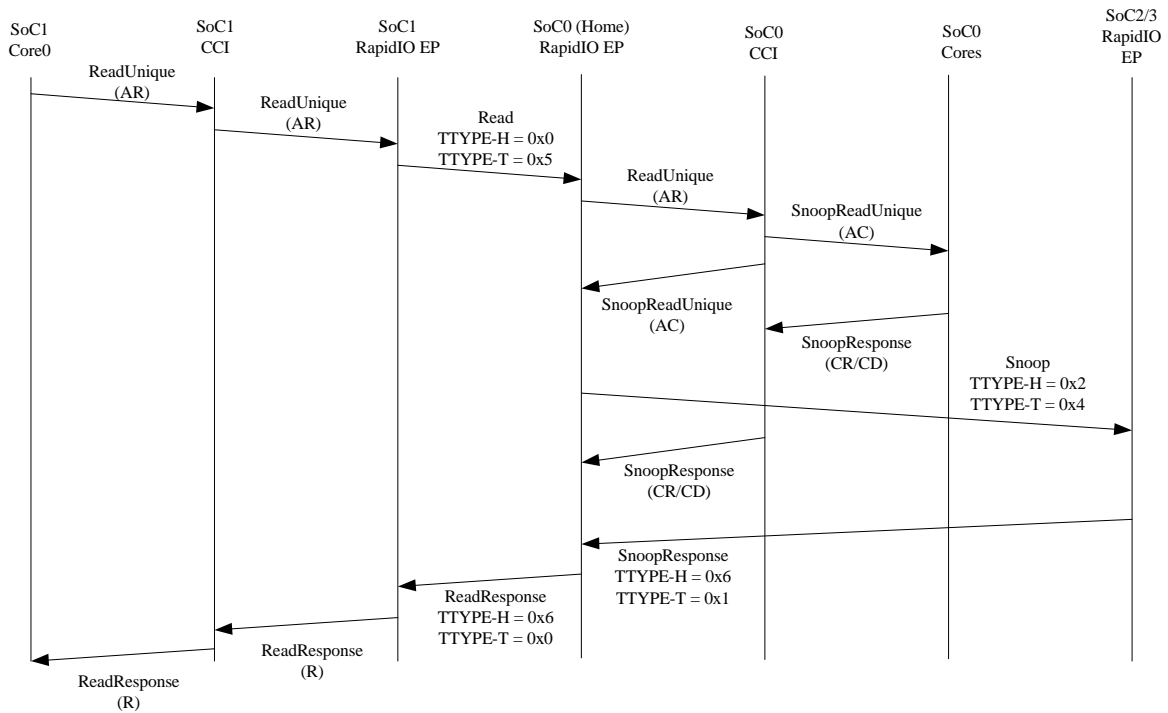 SoC1
Core0
SoC1
CCI
SoC1
RapidIO EP
SoC0 (Home)
RapidIO EP
SoC0
CCI
SoC0
Cores
SoC2/3
RapidIO
EP
ReadUnique
(AR)
ReadUnique
(AR)
Read
TTYPE-H = 0x0
TTYPE-T = 0x5
ReadUnique
(AR)
SnoopReadUnique
(AC)
SnoopReadUnique
(AC)
SnoopResponse
(CR/CD)
Snoop
TTYPE-H = 0x2
TTYPE-T = 0x4
SnoopResponse
(CR/CD)
SnoopResponse
TTYPE-H = 0x6
TTYPE-T = 0x1
ReadResponse
TTYPE-H = 0x6
TTYPE-T = 0x0
ReadResponse
(R)
ReadResponse
(R)